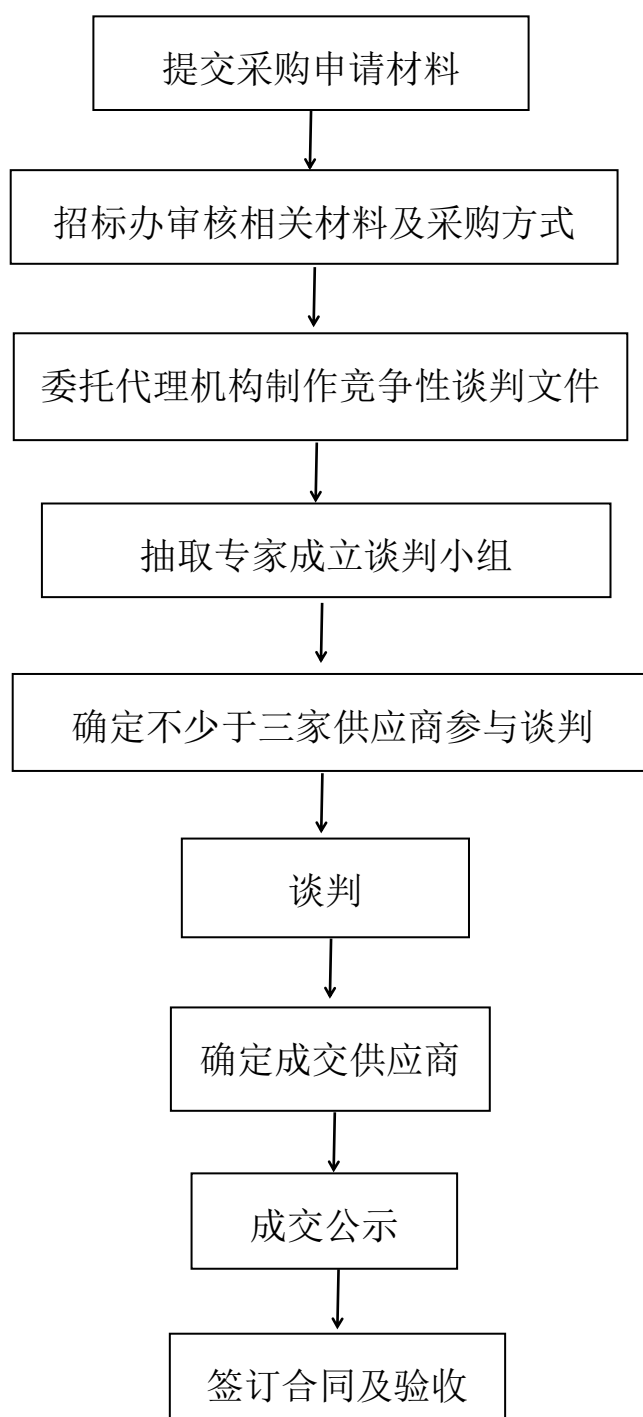 提交采购申请材料
招标办审核相关材料及采购方式
委托代理机构制作竞争性谈判文件
抽取专家成立谈判小组
确定不少于三家供应商参与谈判
谈判
确定成交供应商
成交公示
签订合同及验收